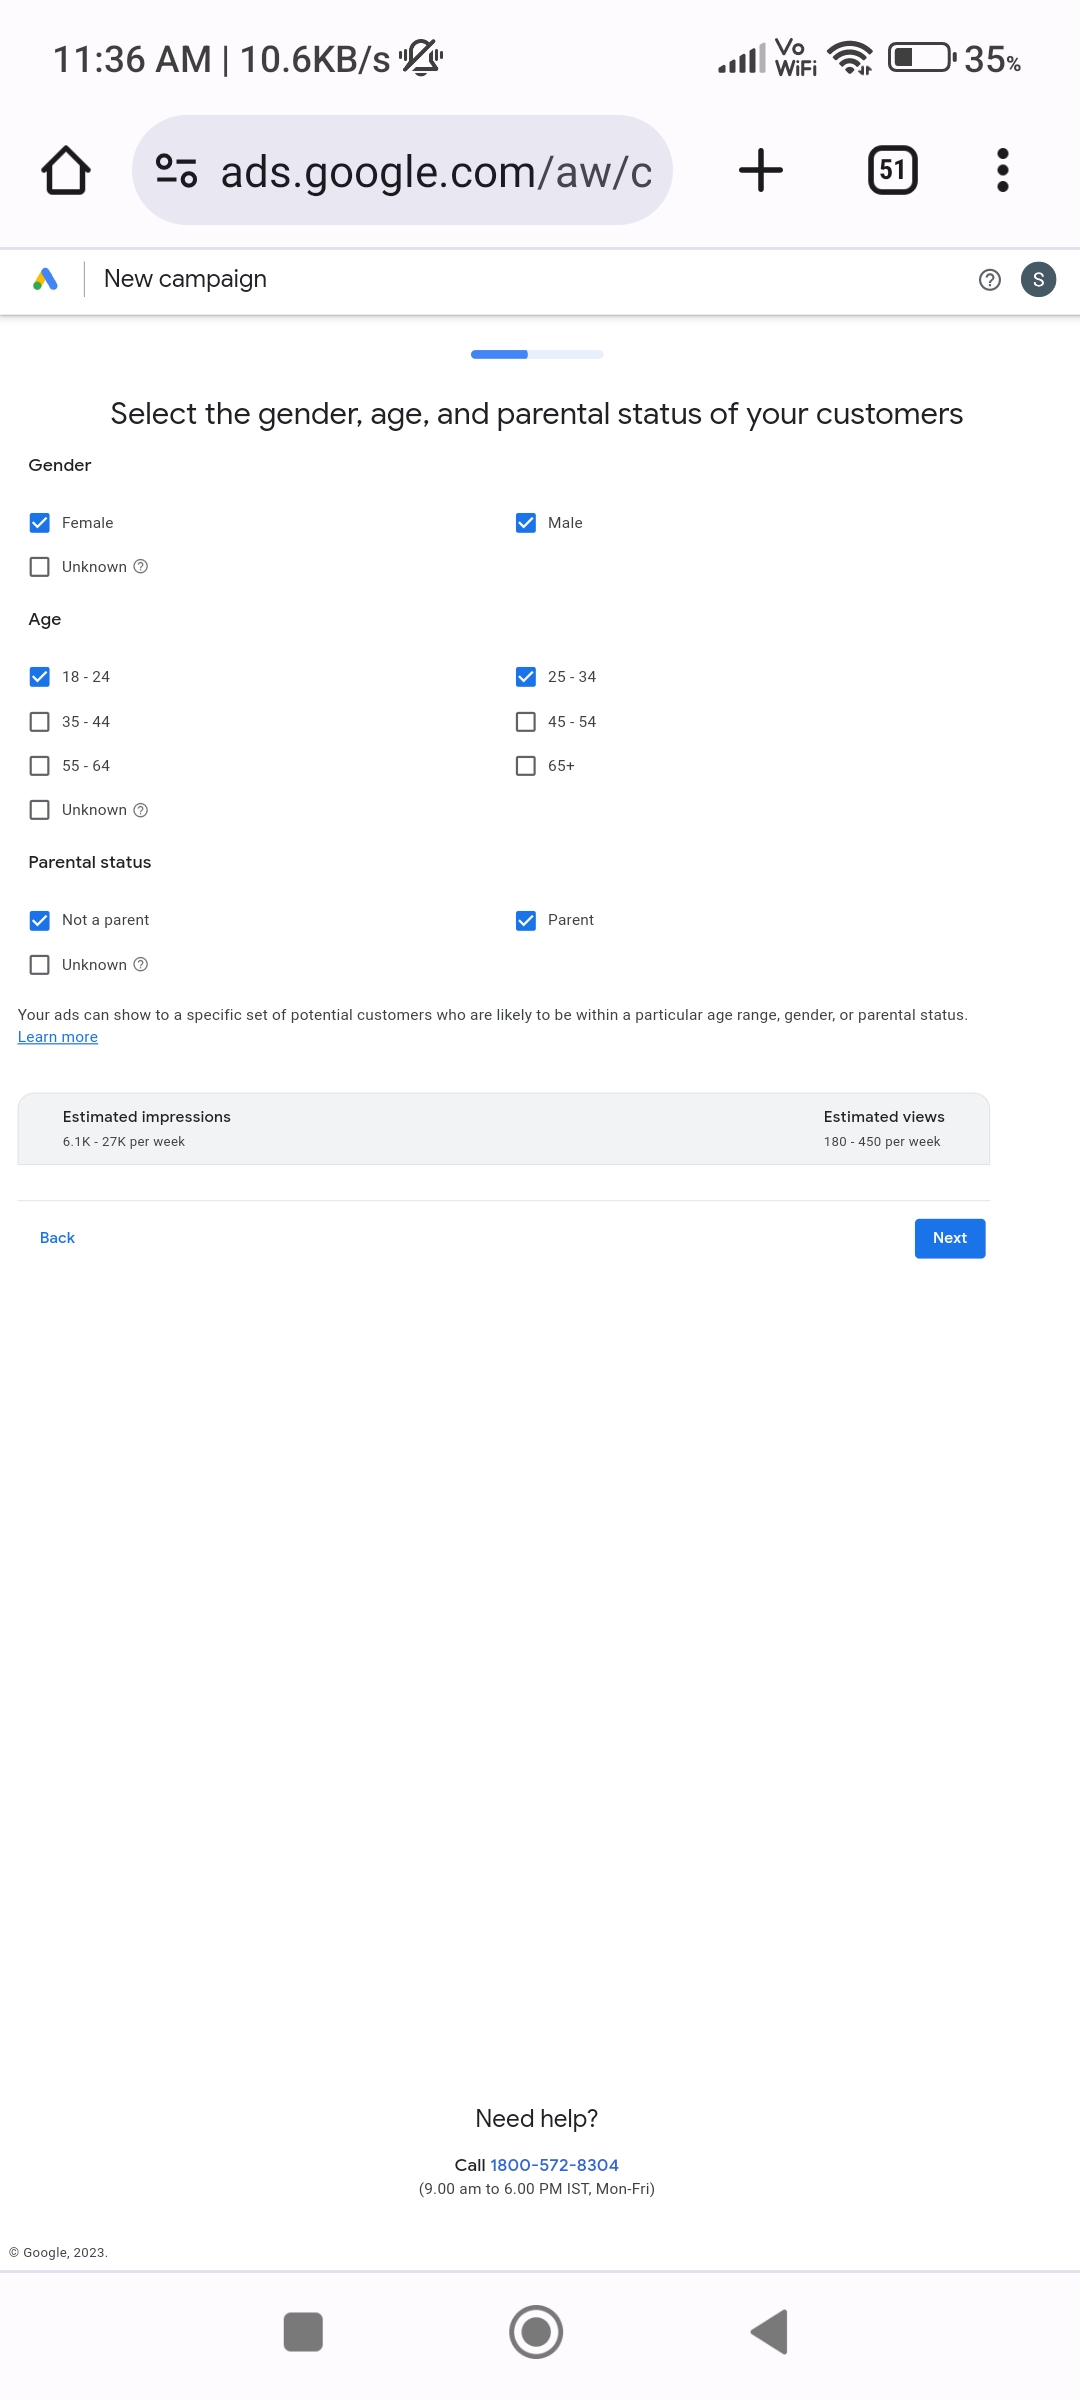 11:36 AM | 10.6KB/s Vo WiFi 35%
ads.google.com/aw/c 51
New campaign S
Select the gender, age, and parental status of your customers
Gender
Female Male
Unknown
Age
18 - 24 25 - 34
35 - 44 45 - 54
55 - 64 65+
Unknown
Parental status
Not a parent Parent
Unknown
Your ads can show to a specific set of potential customers who are likely to be within a particular age range, gender, or parental status.
Learn more
Estimated impressions Estimated views
6.1K - 27K per week 180 - 450 per week
Back Next
Need help?
Call 1800-572-8304
(9.00 am to 6.00 PM IST, Mon-Fri)
© Google, 2023.